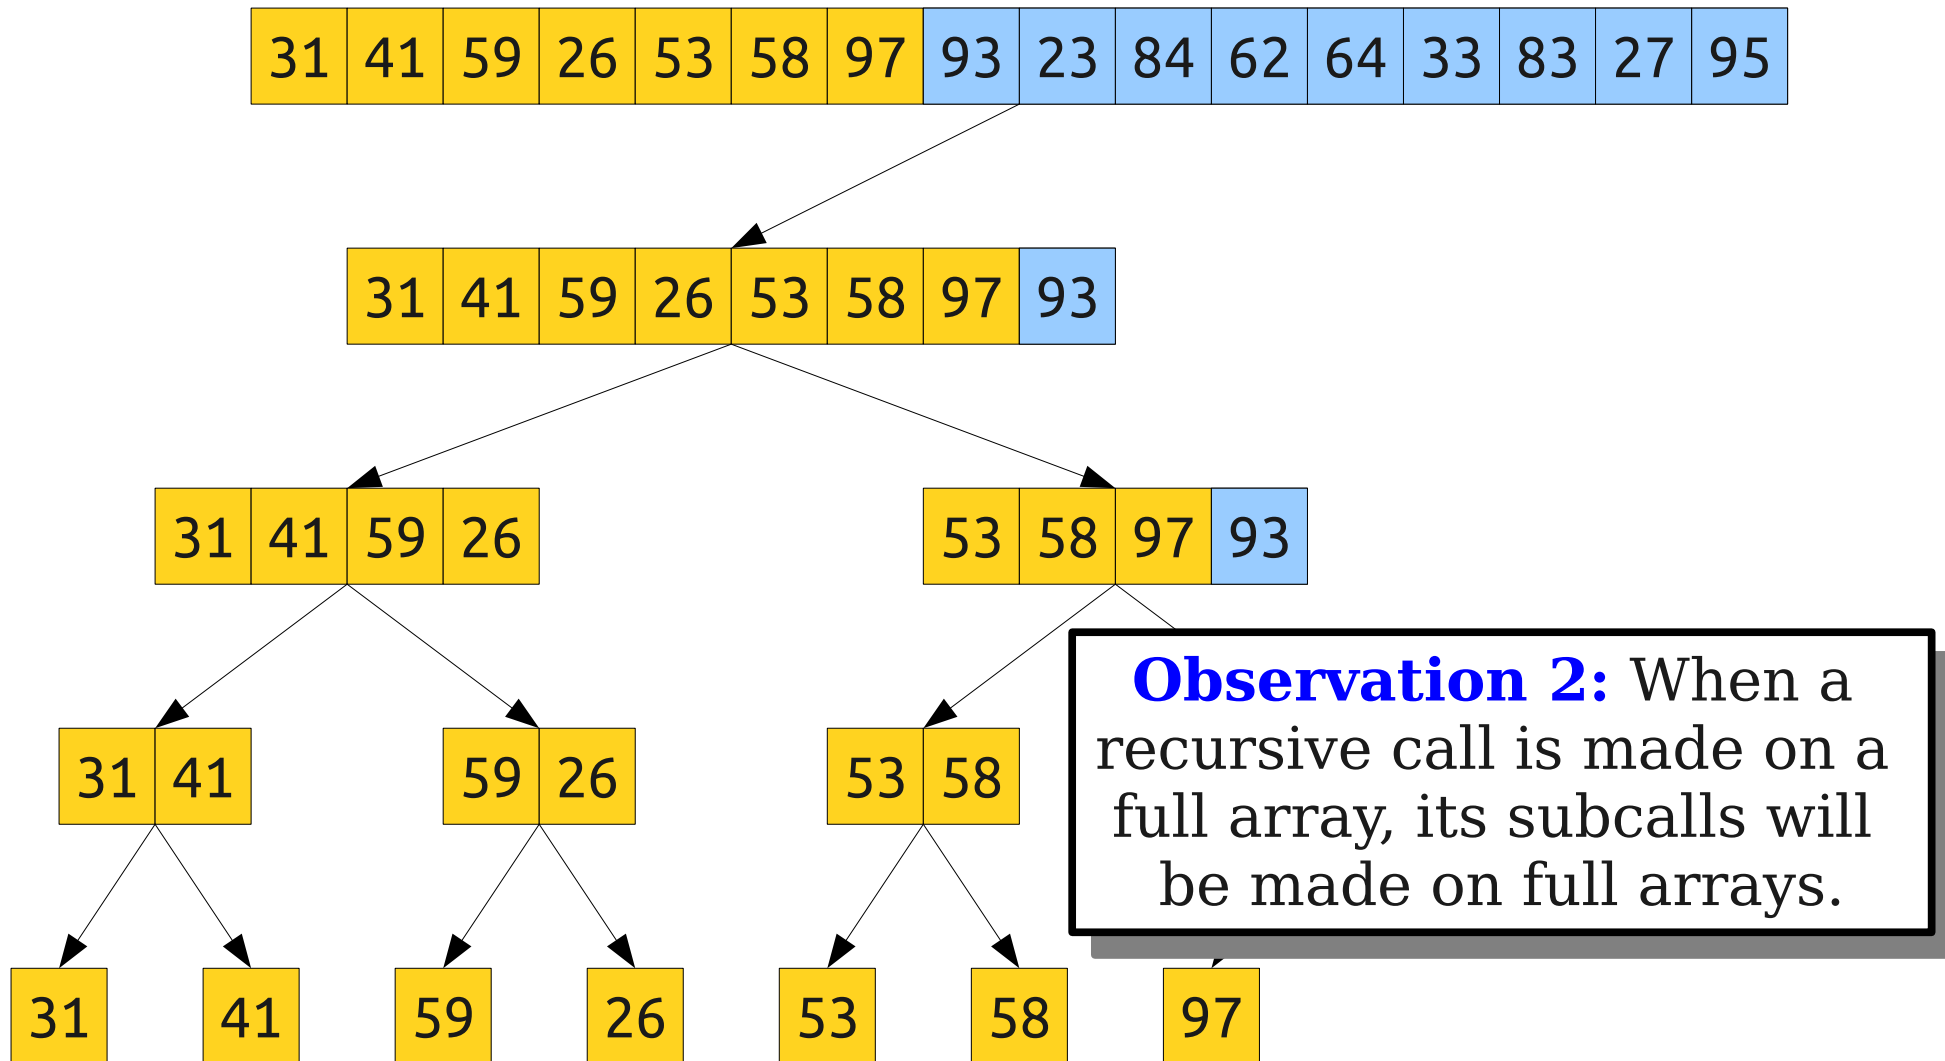 31 41 59 26 53 58 97 93 23 84 62 64 33 83 27 95
31 41 59 26 53 58 97 93
31 41 59 26
53 58 97 93
31 41
59 26
53 58
Observation 2: When a
recursive call is made on a
full array, its subcalls will
be made on full arrays.
31
41
59
26
53
58
97